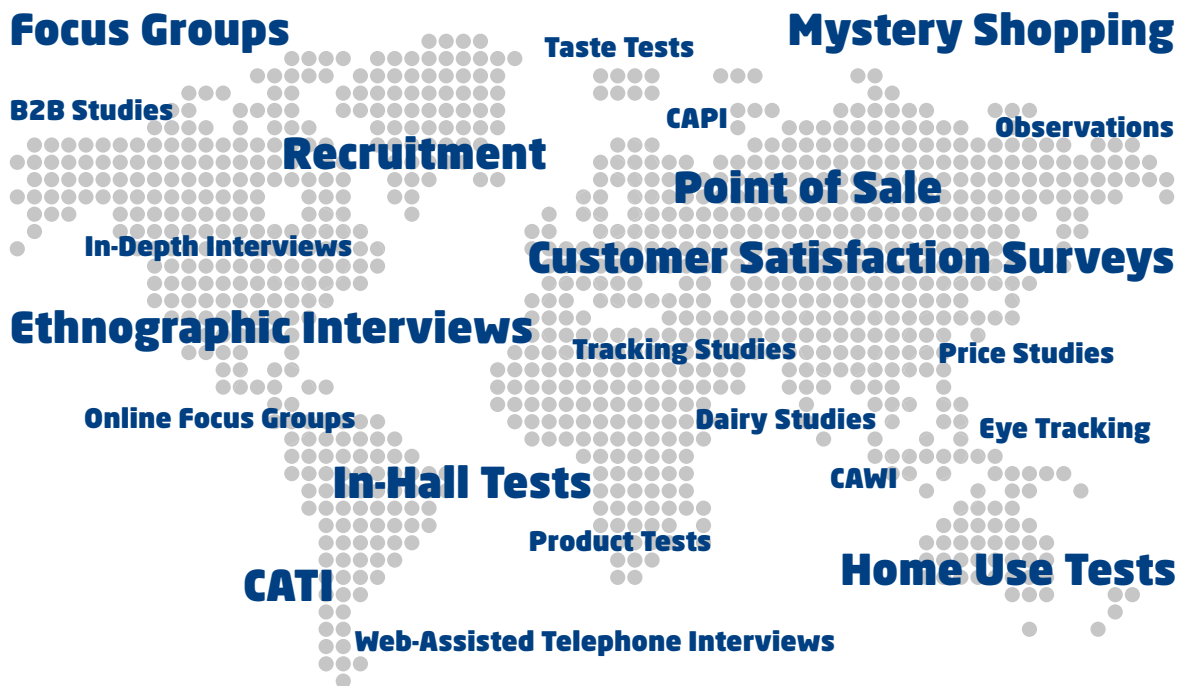 Focus Groups
Mystery Shopping
Taste Tests
B2B Studies
CAPI
Observations
Recruitment
Point of Sale
In-Depth Interviews
Customer Satisfaction Surveys
Ethnographic Interviews
Tracking Studies
Price Studies
Online Focus Groups
Dairy Studies
Eye Tracking
In-Hall Tests
CAWI
Product Tests
Home Use Tests
CATI
Web-Assisted Telephone Interviews